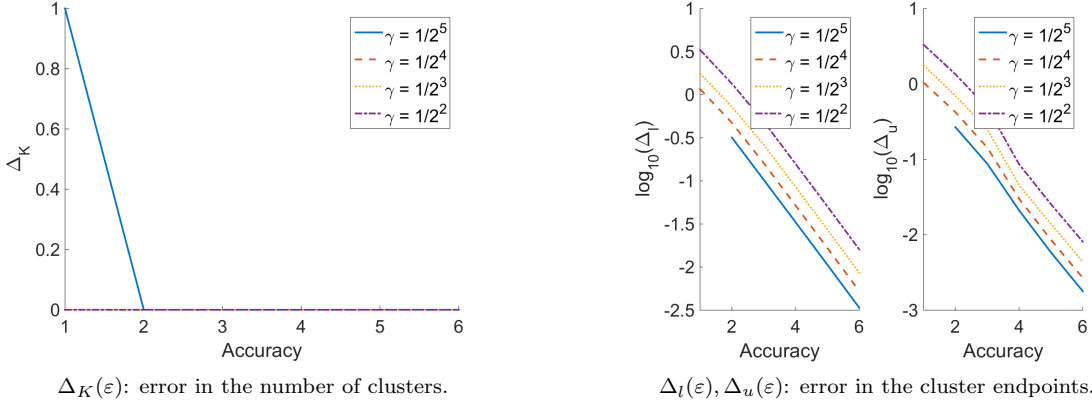 1
0.8
0.6
0.4
0.2
0
Δ_K
1 2 3 4 5 6
Accuracy
γ = 1/2^5
γ = 1/2^4
γ = 1/2^3
γ = 1/2^2
Δ_K(ε): error in the number of clusters.
1
0.5
0
-0.5
-1
-1.5
-2
-2.5
log_10(Δ_l)
2 4 6
Accuracy
γ = 1/2^5
γ = 1/2^4
γ = 1/2^3
γ = 1/2^2
1
0
-1
-2
-3
log_10(Δ_u)
2 4 6
Accuracy
γ = 1/2^5
γ = 1/2^4
γ = 1/2^3
γ = 1/2^2
Δ_l(ε), Δ_u(ε): error in the cluster endpoints.